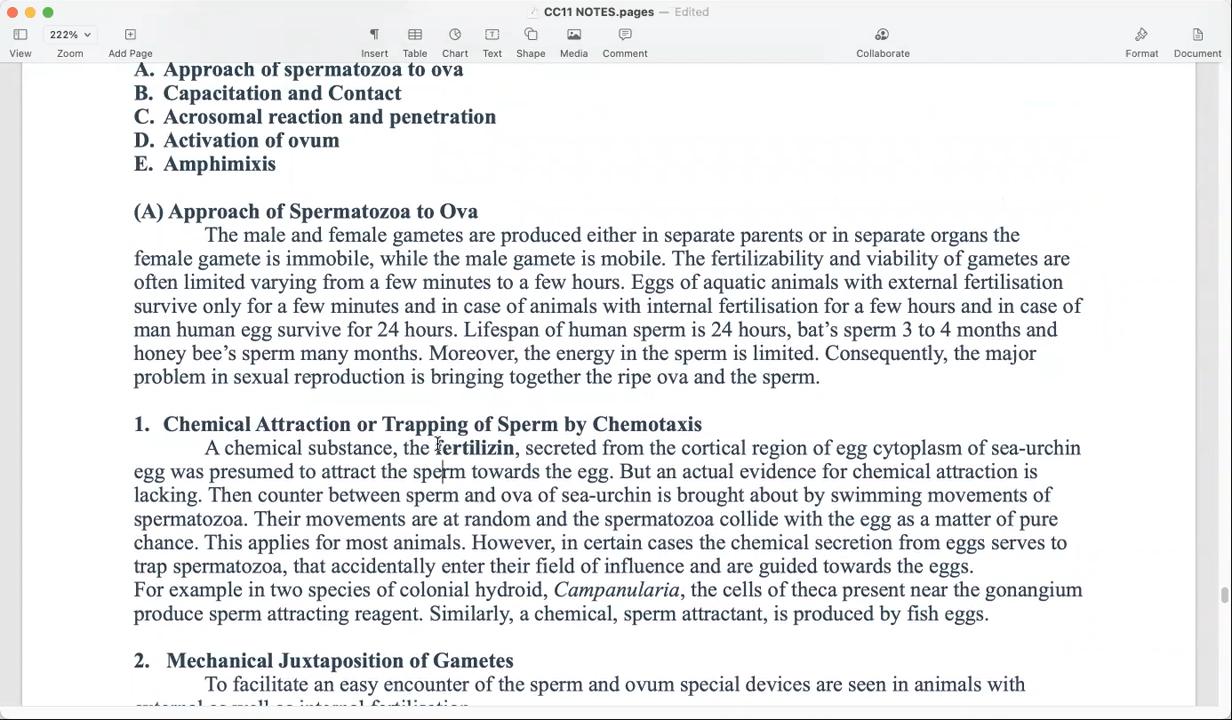 CC11 NOTES.pages — Edited
222%
View Zoom Add Page Insert Table Chart Text Shape Media Comment Collaborate Format Document
A. Approach of spermatozoa to ova
B. Capacitation and Contact
C. Acrosomal reaction and penetration
D. Activation of ovum
E. Amphimixis
(A) Approach of Spermatozoa to Ova
The male and female gametes are produced either in separate parents or in separate organs the
female gamete is immobile, while the male gamete is mobile. The fertilizability and viability of gametes are
often limited varying from a few minutes to a few hours. Eggs of aquatic animals with external fertilisation
survive only for a few minutes and in case of animals with internal fertilisation for a few hours and in case of
man human egg survive for 24 hours. Lifespan of human sperm is 24 hours, bat’s sperm 3 to 4 months and
honey bee’s sperm many months. Moreover, the energy in the sperm is limited. Consequently, the major
problem in sexual reproduction is bringing together the ripe ova and the sperm.
1. Chemical Attraction or Trapping of Sperm by Chemotaxis
A chemical substance, the fertilizin, secreted from the cortical region of egg cytoplasm of sea-urchin
egg was presumed to attract the sperm towards the egg. But an actual evidence for chemical attraction is
lacking. Then counter between sperm and ova of sea-urchin is brought about by swimming movements of
spermatozoa. Their movements are at random and the spermatozoa collide with the egg as a matter of pure
chance. This applies for most animals. However, in certain cases the chemical secretion from eggs serves to
trap spermatozoa, that accidentally enter their field of influence and are guided towards the eggs.
For example in two species of colonial hydroid, Campanularia, the cells of theca present near the gonangium
produce sperm attracting reagent. Similarly, a chemical, sperm attractant, is produced by fish eggs.
2. Mechanical Juxtaposition of Gametes
To facilitate an easy encounter of the sperm and ovum special devices are seen in animals with